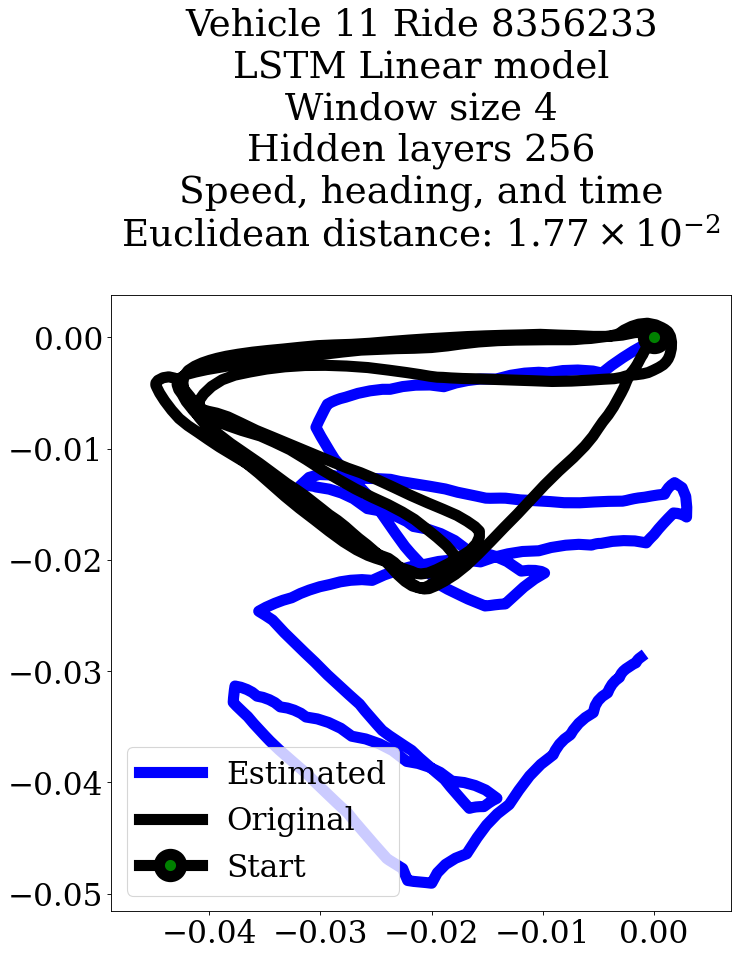 Vehicle 11 Ride 8356233
LSTM Linear model
Window size 4
Hidden layers 256
Speed, heading, and time
Euclidean distance: 1.77 × 10⁻²
0.00
−0.01
−0.02
−0.03
−0.04
−0.05
Estimated
Original
Start
−0.04 −0.03 −0.02 −0.01 0.00